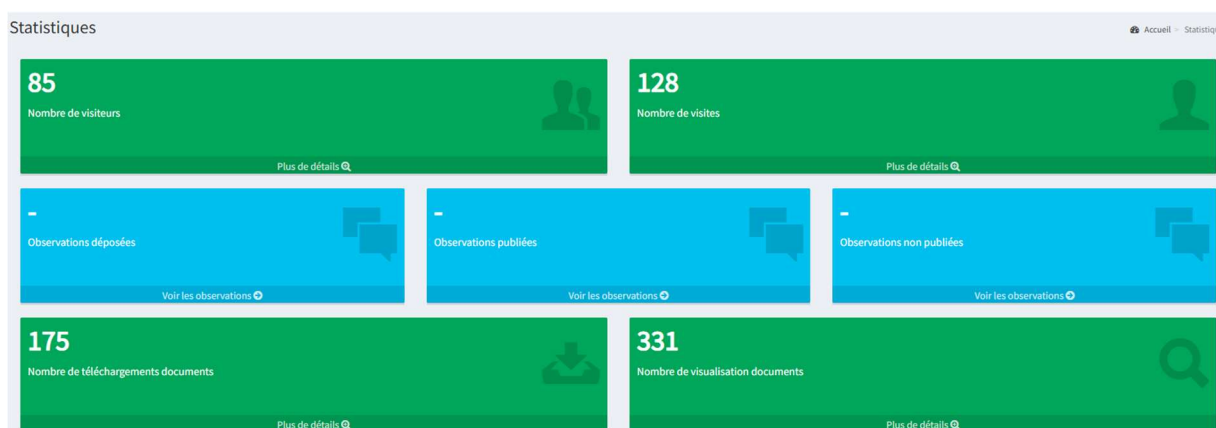 Statistiques
Accueil > Statistiqu
85
Nombre de visiteurs
Plus de détails
128
Nombre de visites
Plus de détails
-
Observations déposées
Voir les observations
-
Observations publiées
Voir les observations
-
Observations non publiées
Voir les observations
175
Nombre de téléchargements documents
Plus de détails
331
Nombre de visualisation documents
Plus de détails